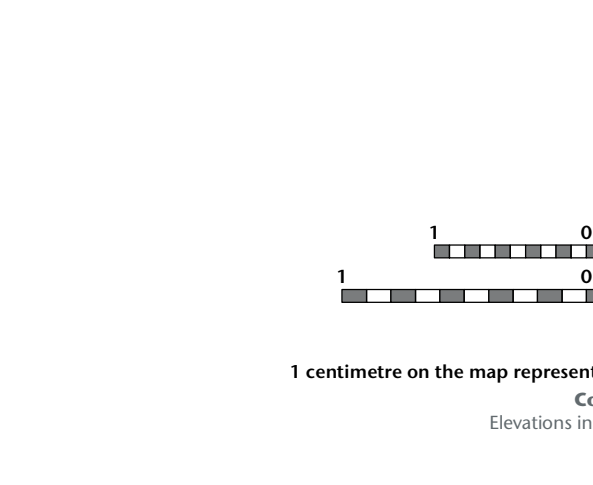 1 0
1 0
1 centimetre on the map represent
Co
Elevations in